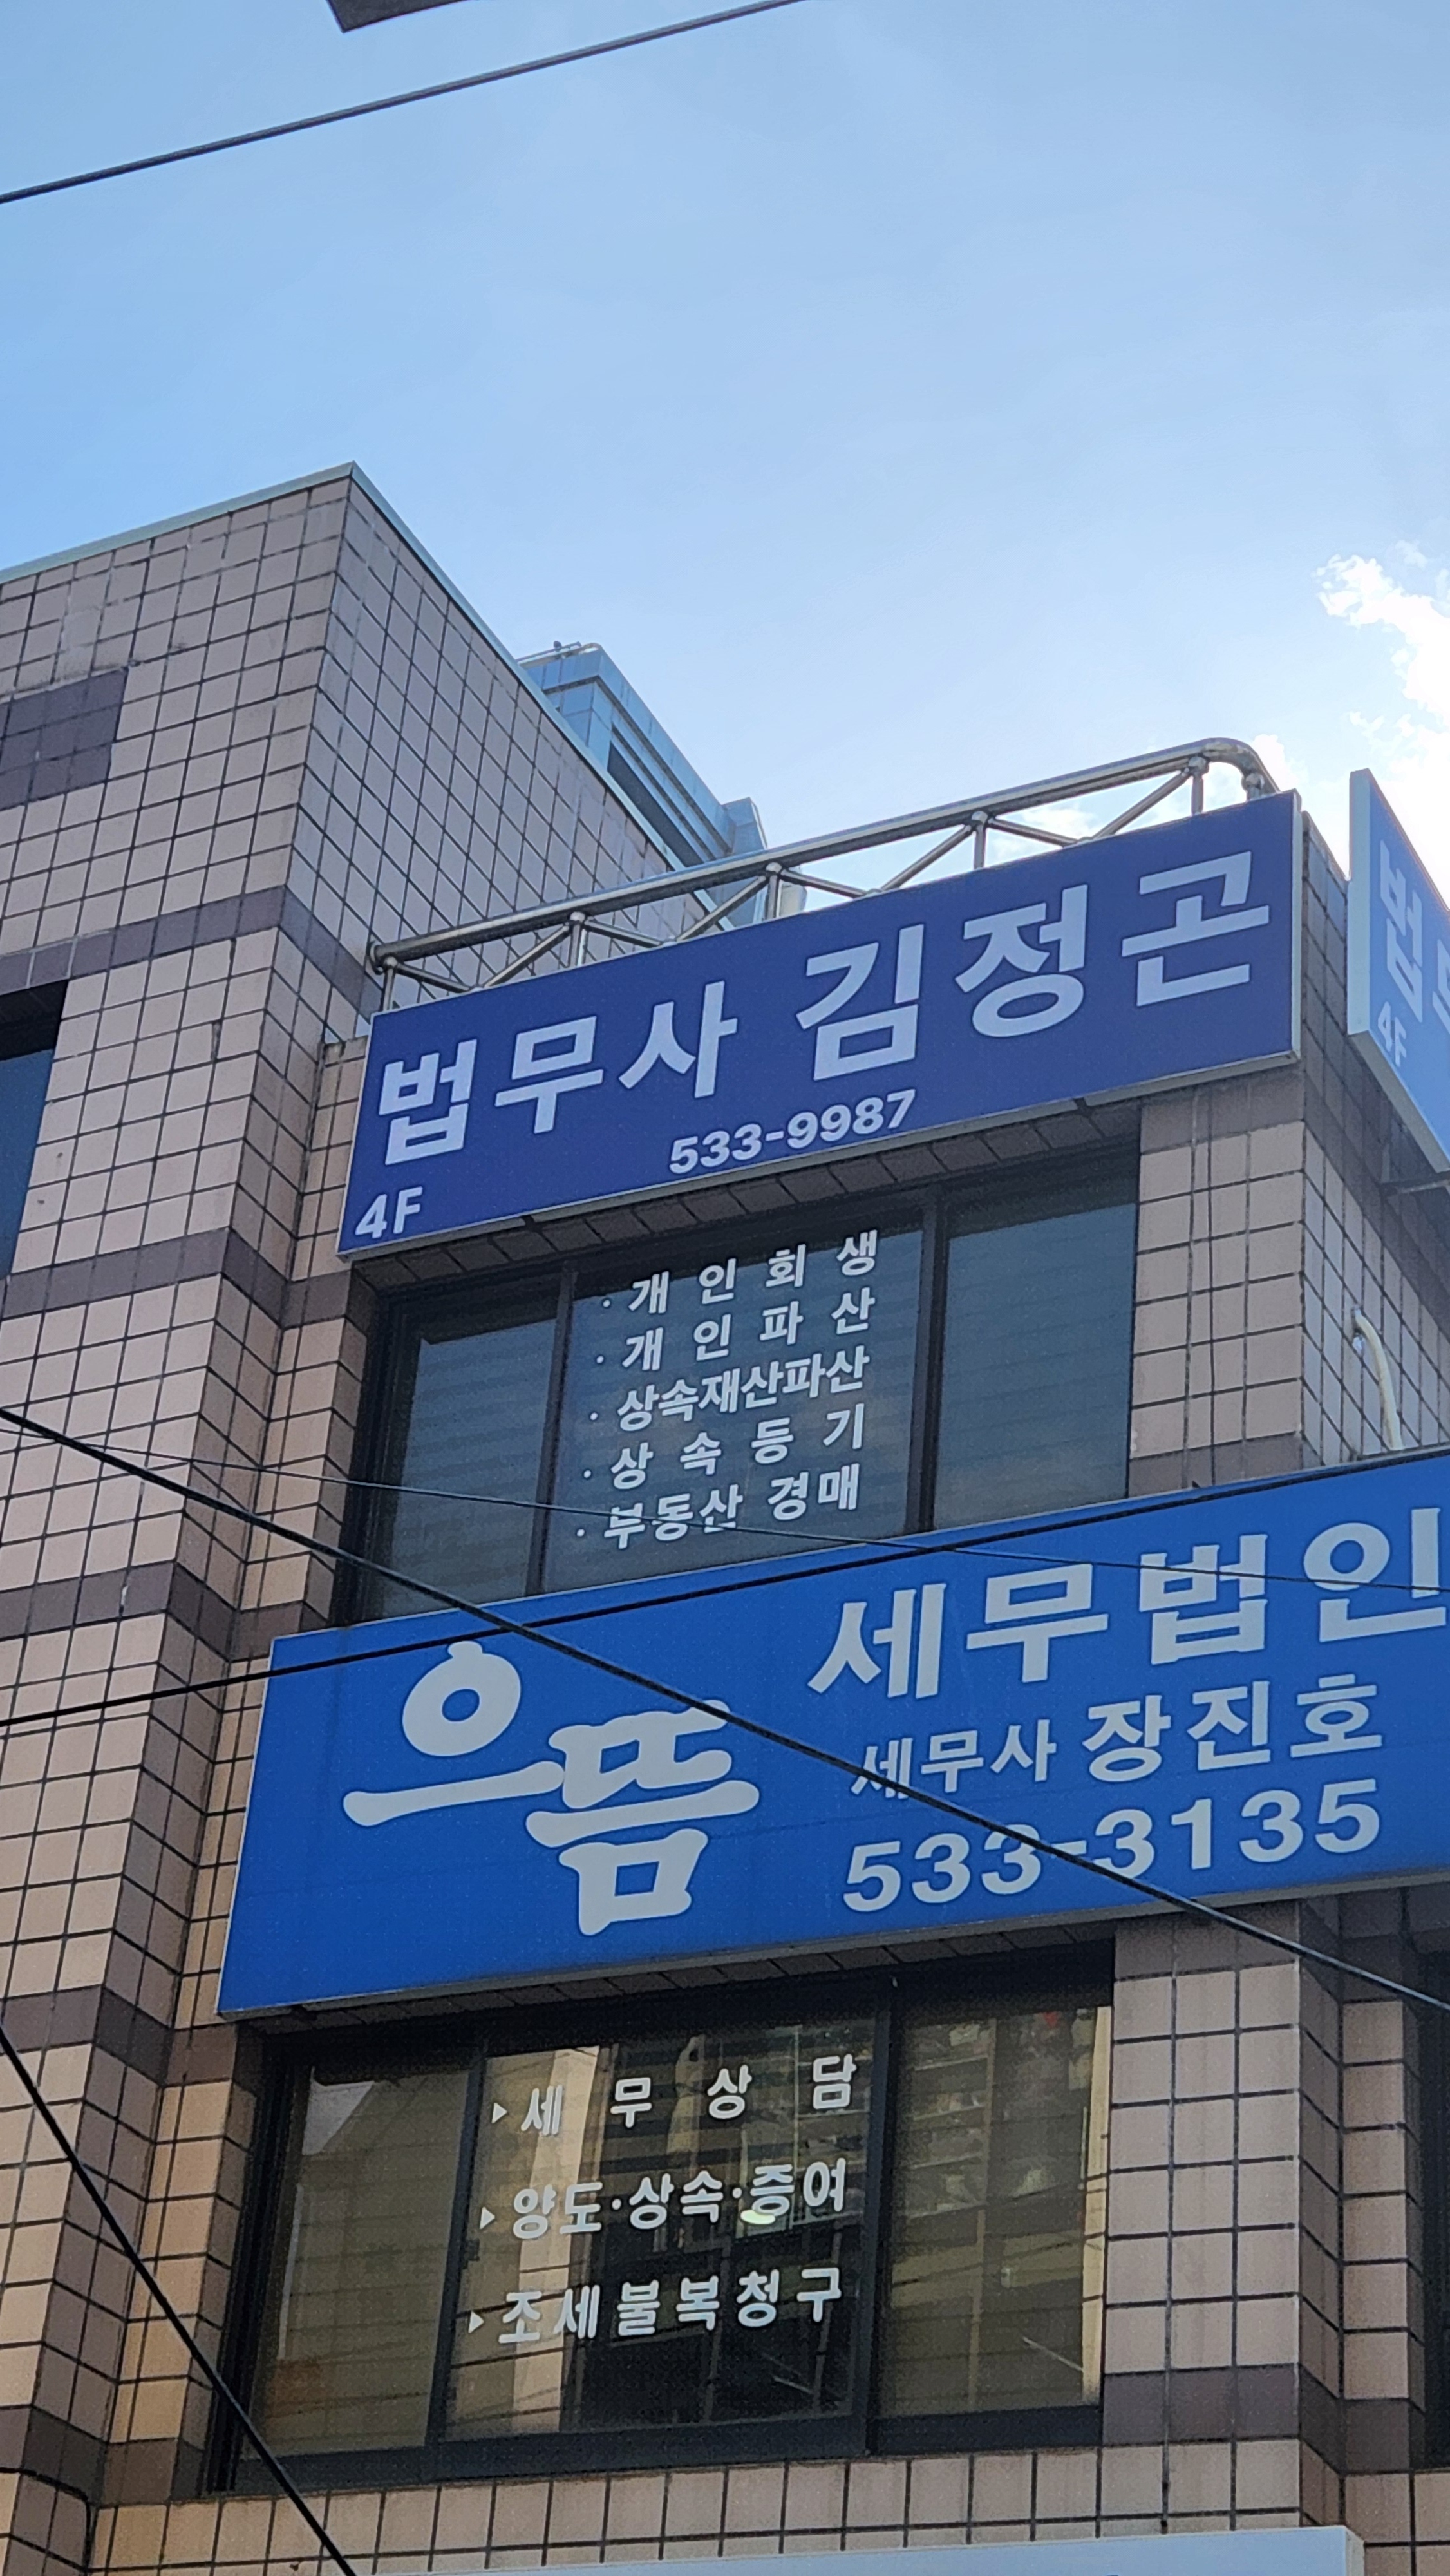 법무사 김정곤
533-9987
4F
· 개인회생
· 개인파산
· 상속재산파산
· 상속등기
· 부동산 경매
법무
4F
으뜸 세무법인
세무사 장진호
533-3135
▸세무상담
▸양도·상속·증여
▸조세불복청구